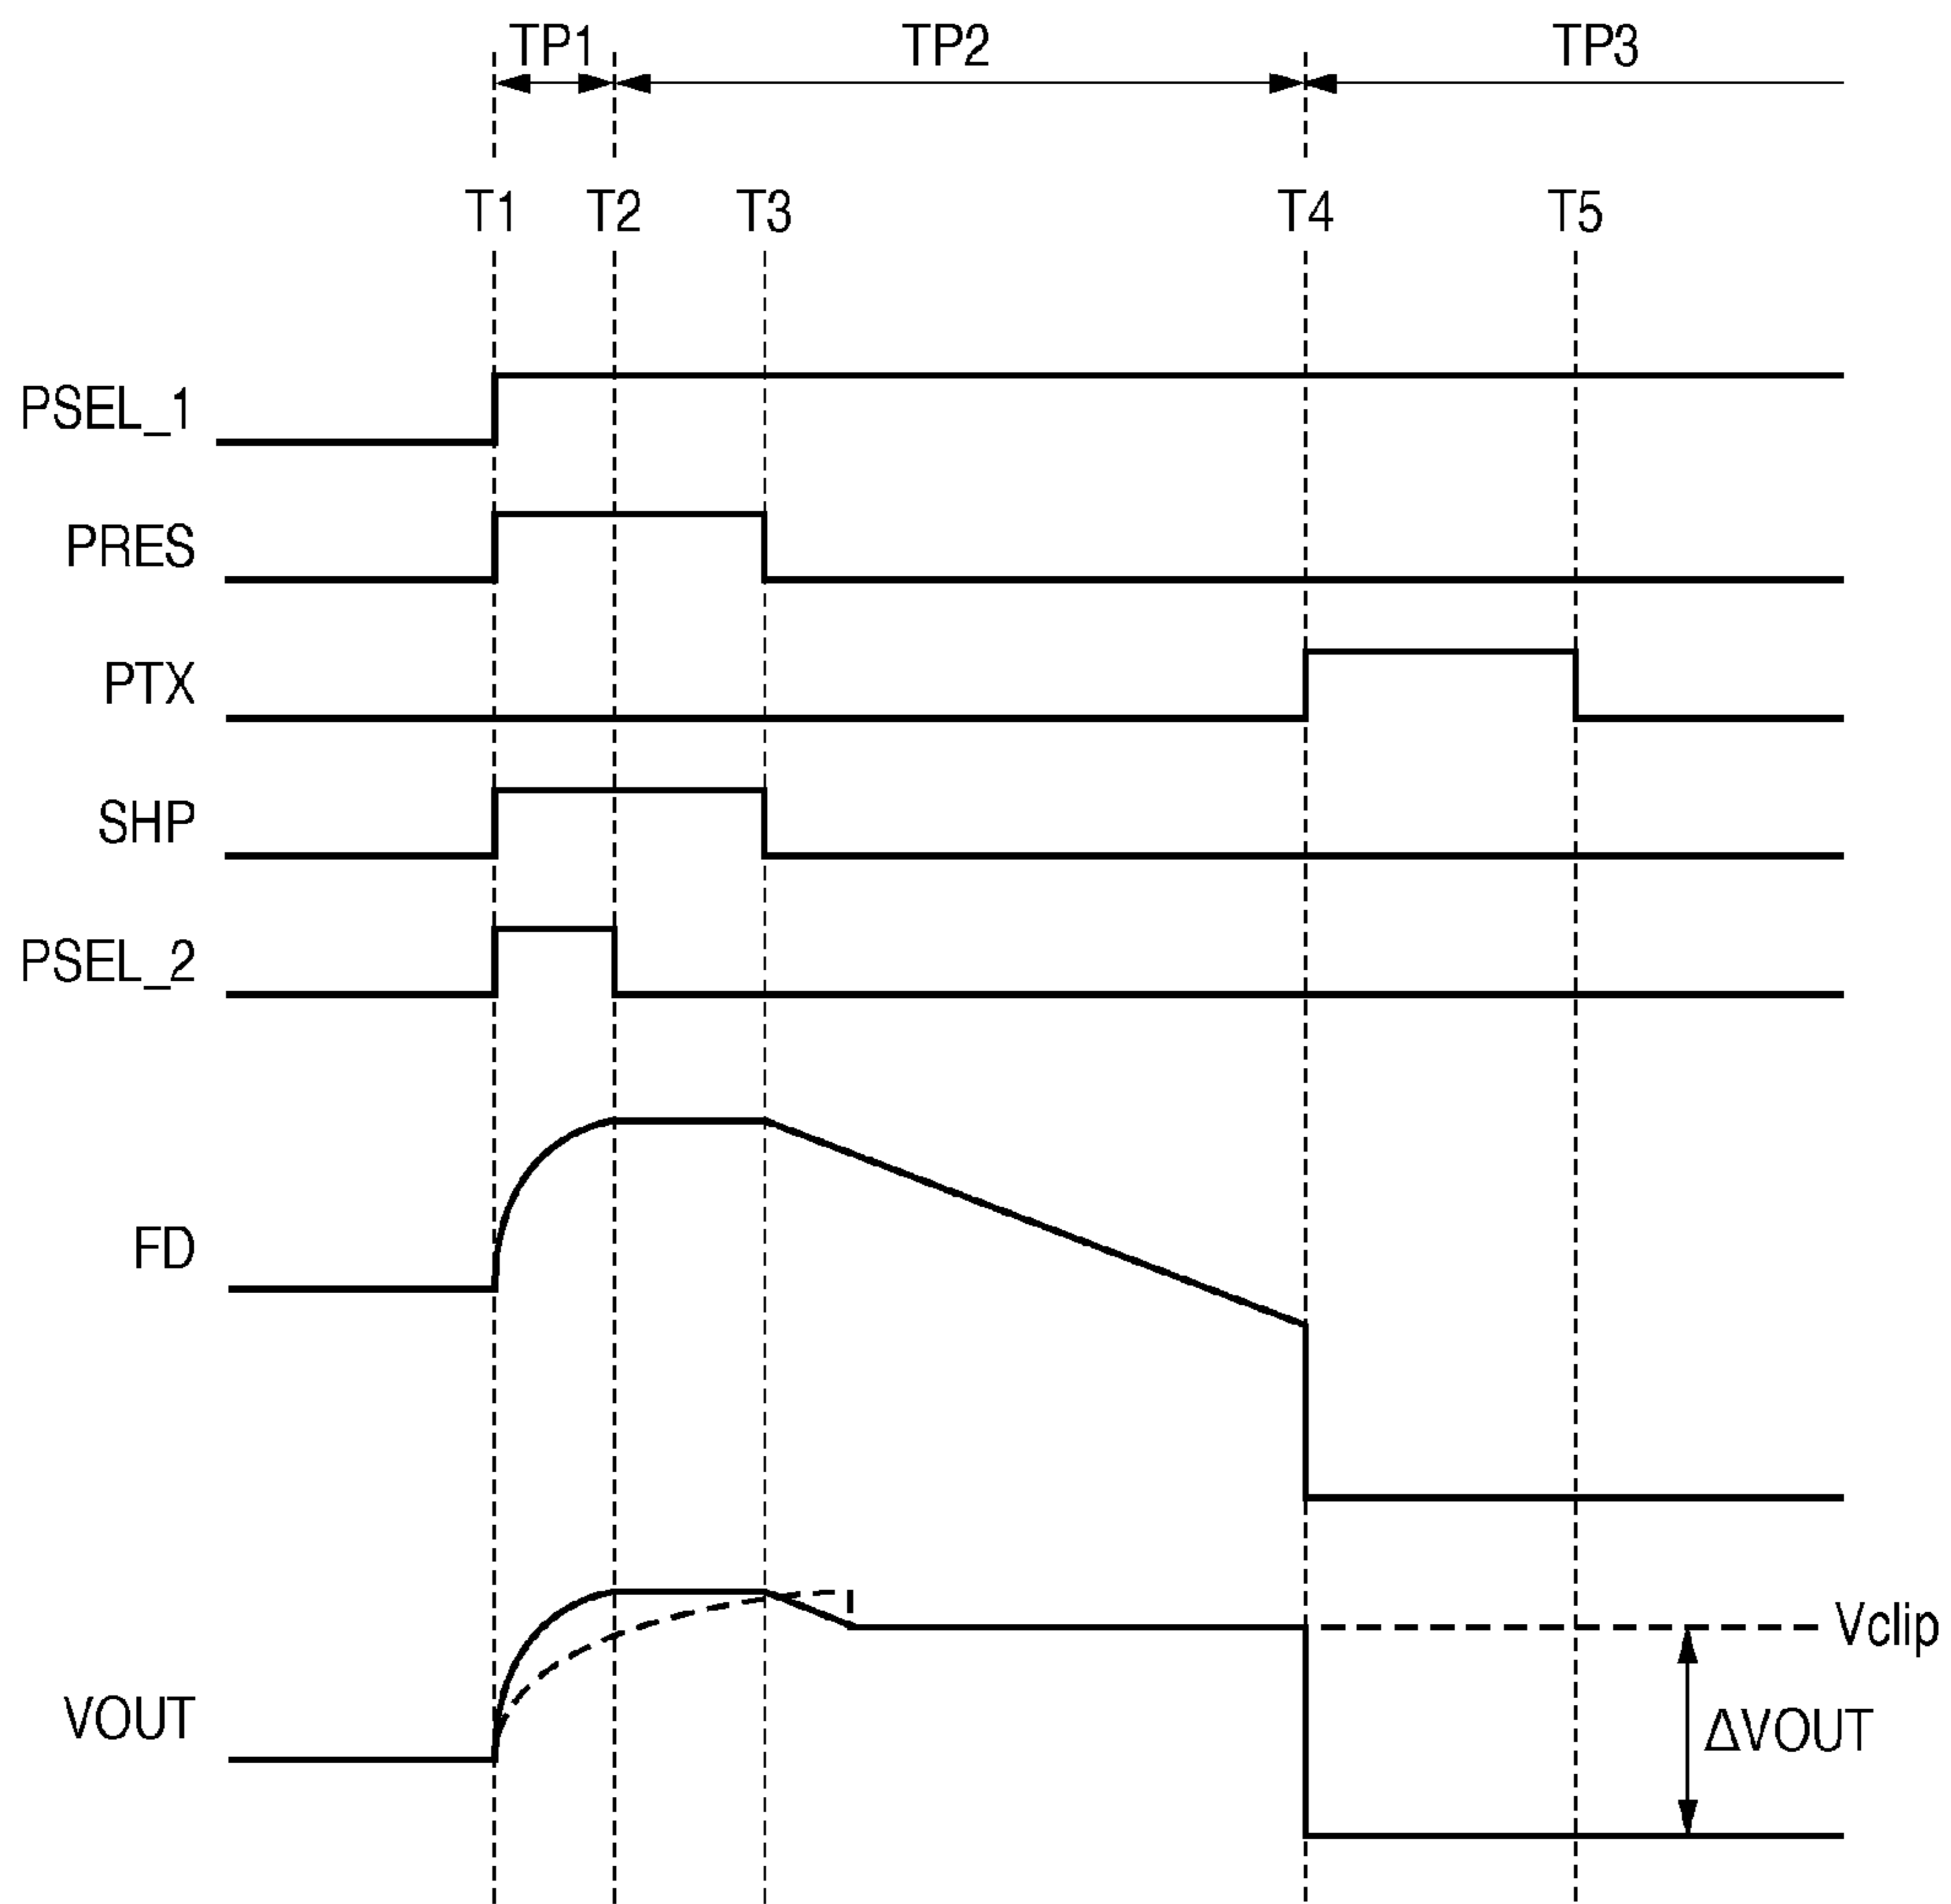 TP1 TP2 TP3
T1 T2 T3 T4 T5
PSEL_1
PRES
PTX
SHP
PSEL_2
FD
Vclip
VOUT
ΔVOUT